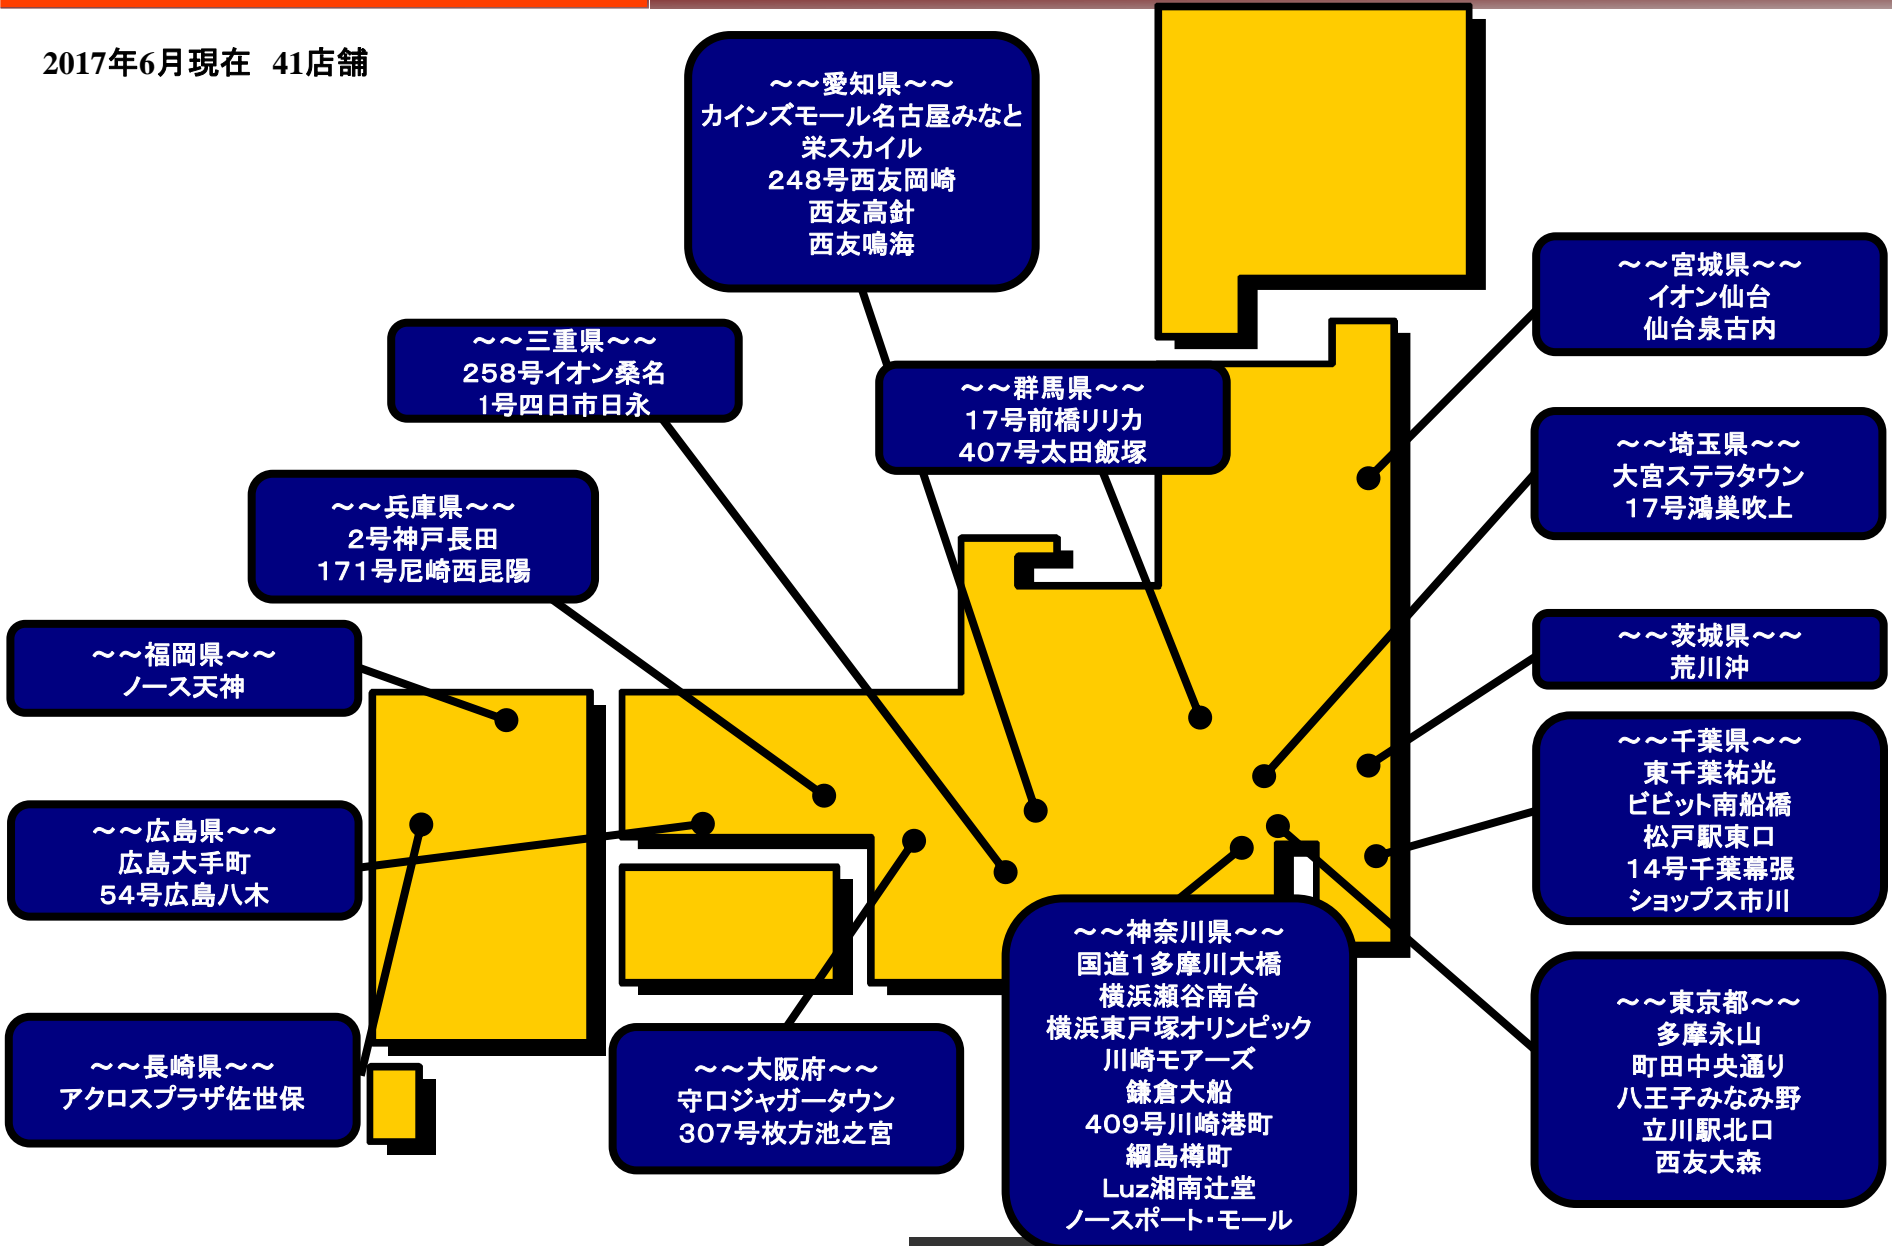 2017年6月現在 41店舗
～～愛知県～～
カインズモール名古屋みなと
栄スカイル
248号西友岡崎
西友高針
西友鳴海
～～宮城県～～
イオン仙台
仙台泉古内
～～三重県～～
258号イオン桑名
1号四日市日永
～～群馬県～～
17号前橋リリカ
407号太田飯塚
～～埼玉県～～
大宮ステラタウン
17号鴻巣吹上
～～兵庫県～～
2号神戸長田
171号尼崎西昆陽
～～福岡県～～
ノース天神
～～茨城県～～
荒川沖
～～千葉県～～
東千葉祐光
ビビット南船橋
松戸駅東口
14号千葉幕張
ショップス市川
～～広島県～～
広島大手町
54号広島八木
～～神奈川県～～
国道1多摩川大橋
横浜瀬谷南台
横浜東戸塚オリンピック
川崎モアーズ
鎌倉大船
409号川崎港町
綱島樽町
Luz湘南辻堂
ノースポート・モール
～～東京都～～
多摩永山
町田中央通り
八王子みなみ野
立川駅北口
西友大森
～～長崎県～～
アクロスプラザ佐世保
～～大阪府～～
守口ジャガータウン
307号枚方池之宮